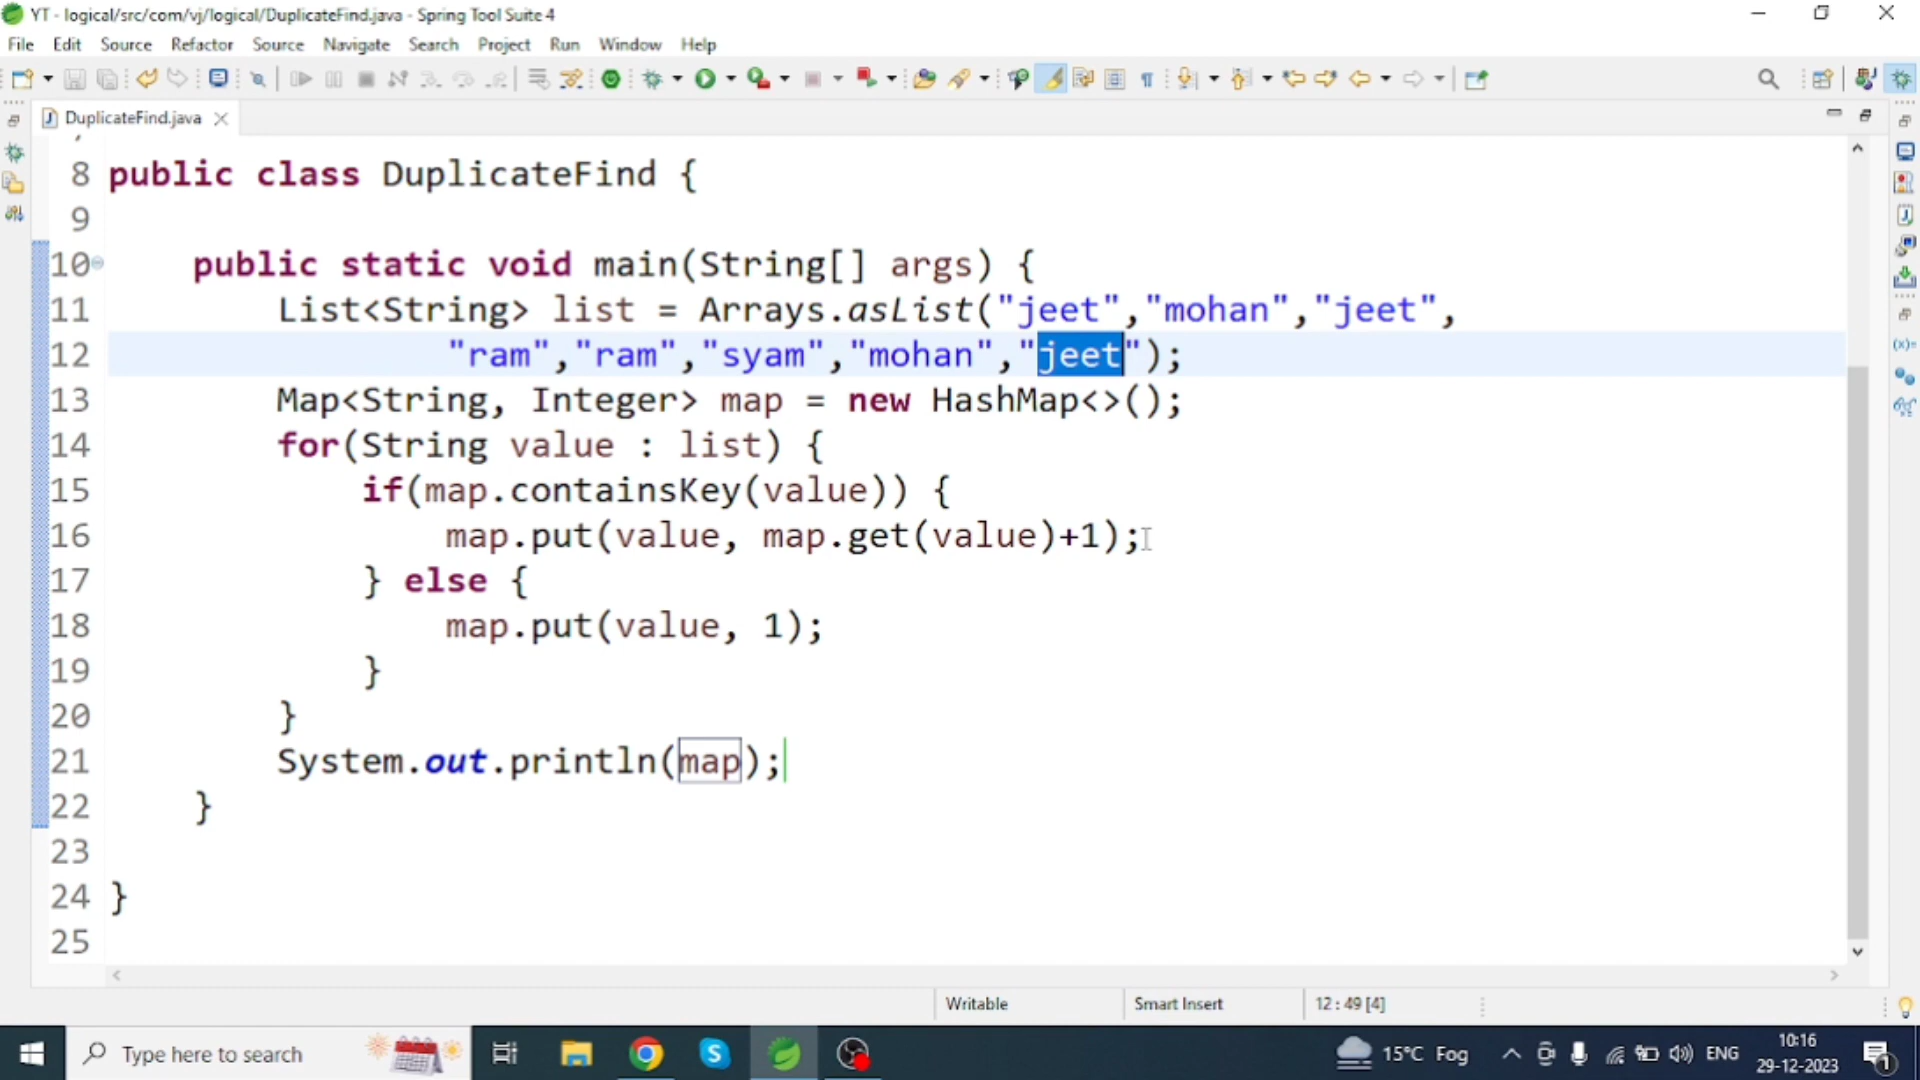 YT - logical/src/com/vj/logical/DuplicateFind.java - Spring Tool Suite 4
File Edit Source Refactor Source Navigate Search Project Run Window Help
DuplicateFind.java
8 public class DuplicateFind {
9
10 public static void main(String[] args) {
11 List<String> list = Arrays.asList("jeet","mohan","jeet",
12 "ram","ram","syam","mohan","jeet");
13 Map<String, Integer> map = new HashMap<>();
14 for(String value : list) {
15 if(map.containsKey(value)) {
16 map.put(value, map.get(value)+1);
17 } else {
18 map.put(value, 1);
19 }
20 }
21 System.out.println(map);
22 }
23
24 }
25
Writable Smart Insert 12 : 49 [4]
Type here to search 15°C Fog ENG 10:16
29-12-2023 1